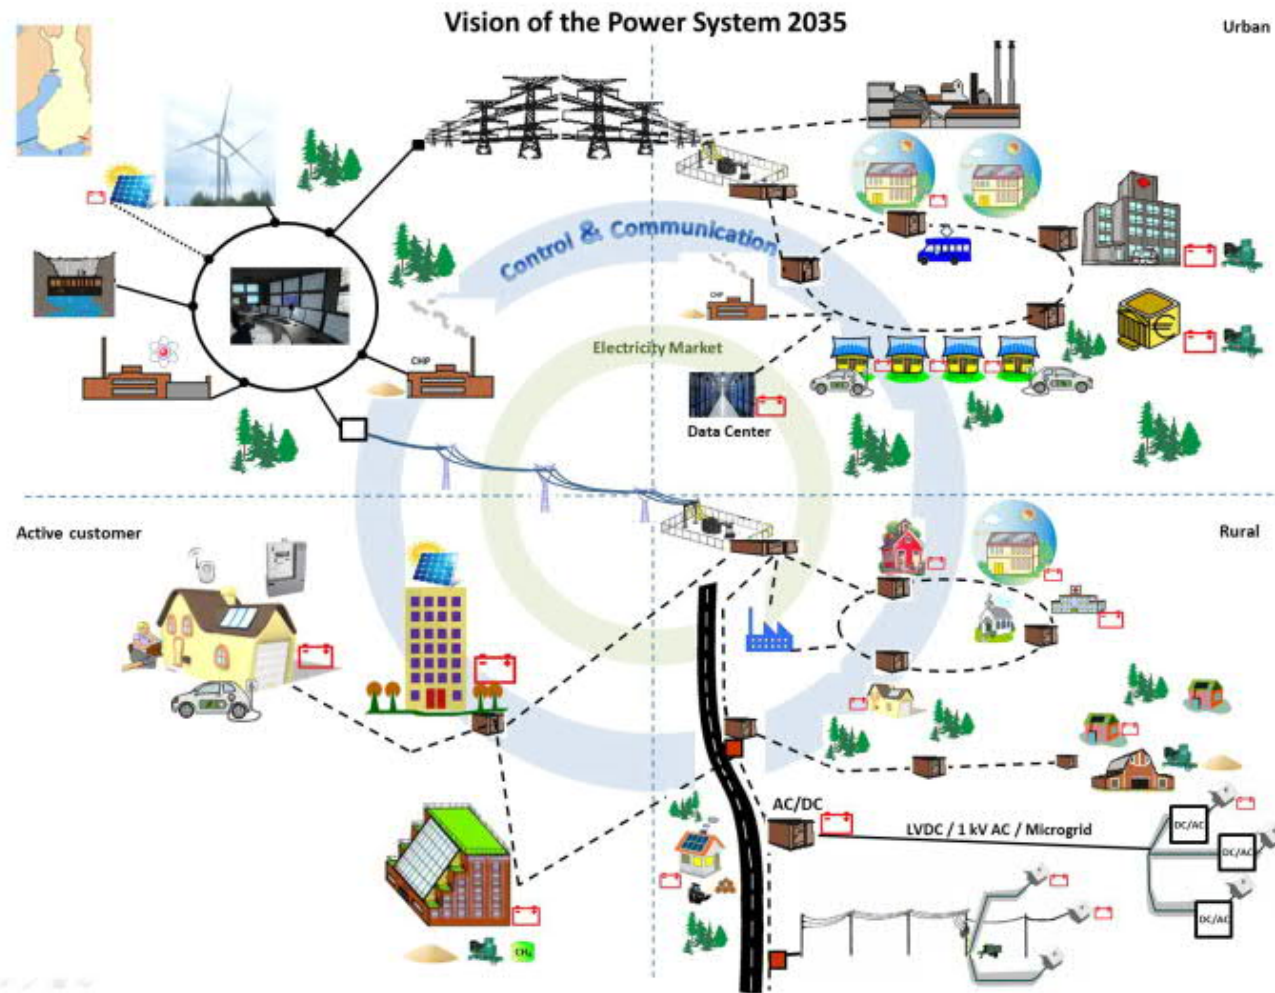 Vision of the Power System 2035
Urban
Control & Communication
CHP
Electricity Market
CHP
€
Data Center
Active customer
Rural
AC/DC
LVDC / 1 kV AC / Microgrid
DC/AC
DC/AC
DC/AC
CH₄